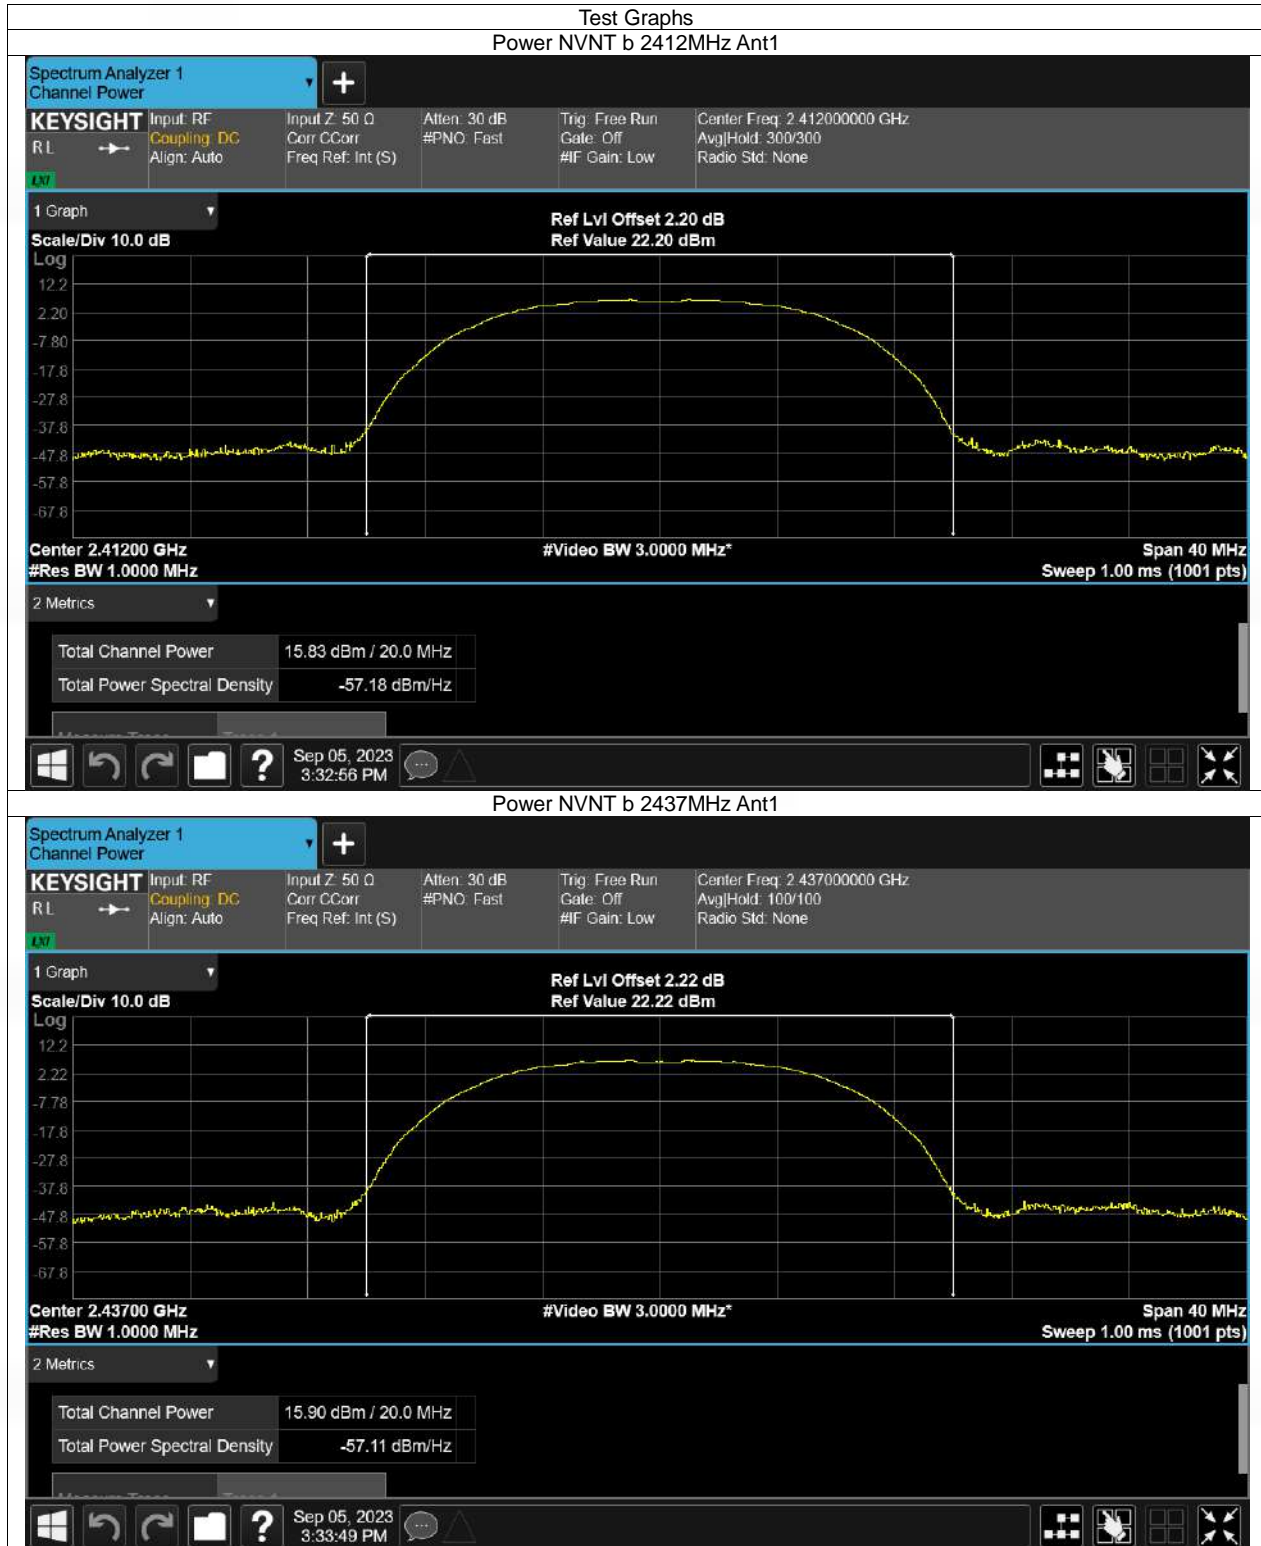 Test Graphs
Power NVNT b 2412MHz Ant1
Spectrum Analyzer 1
Channel Power
+
KEYSIGHT Input: RF Input Z: 50 Ω Atten: 30 dB Trig: Free Run Center Freq: 2.412000000 GHz
RL Coupling: DC Corr CCorr #PNO: Fast Gate: Off Avg|Hold: 300/300
Align: Auto Freq Ref: Int (S) #IF Gain: Low Radio Std: None
LXI
1 Graph
Ref Lvl Offset 2.20 dB
Scale/Div 10.0 dB Ref Value 22.20 dBm
Log
12.2
2.20
-7.80
-17.8
-27.8
-37.8
-47.8
-57.8
-67.8
Center 2.41200 GHz #Video BW 3.0000 MHz* Span 40 MHz
#Res BW 1.0000 MHz Sweep 1.00 ms (1001 pts)
2 Metrics
Total Channel Power 15.83 dBm / 20.0 MHz
Total Power Spectral Density -57.18 dBm/Hz
? Sep 05, 2023
3:32:56 PM
Power NVNT b 2437MHz Ant1
Spectrum Analyzer 1
Channel Power
+
KEYSIGHT Input: RF Input Z: 50 Ω Atten: 30 dB Trig: Free Run Center Freq: 2.437000000 GHz
RL Coupling: DC Corr CCorr #PNO: Fast Gate: Off Avg|Hold: 100/100
Align: Auto Freq Ref: Int (S) #IF Gain: Low Radio Std: None
LXI
1 Graph
Ref Lvl Offset 2.22 dB
Scale/Div 10.0 dB Ref Value 22.22 dBm
Log
12.2
2.22
-7.78
-17.8
-27.8
-37.8
-47.8
-57.8
-67.8
Center 2.43700 GHz #Video BW 3.0000 MHz* Span 40 MHz
#Res BW 1.0000 MHz Sweep 1.00 ms (1001 pts)
2 Metrics
Total Channel Power 15.90 dBm / 20.0 MHz
Total Power Spectral Density -57.11 dBm/Hz
? Sep 05, 2023
3:33:49 PM